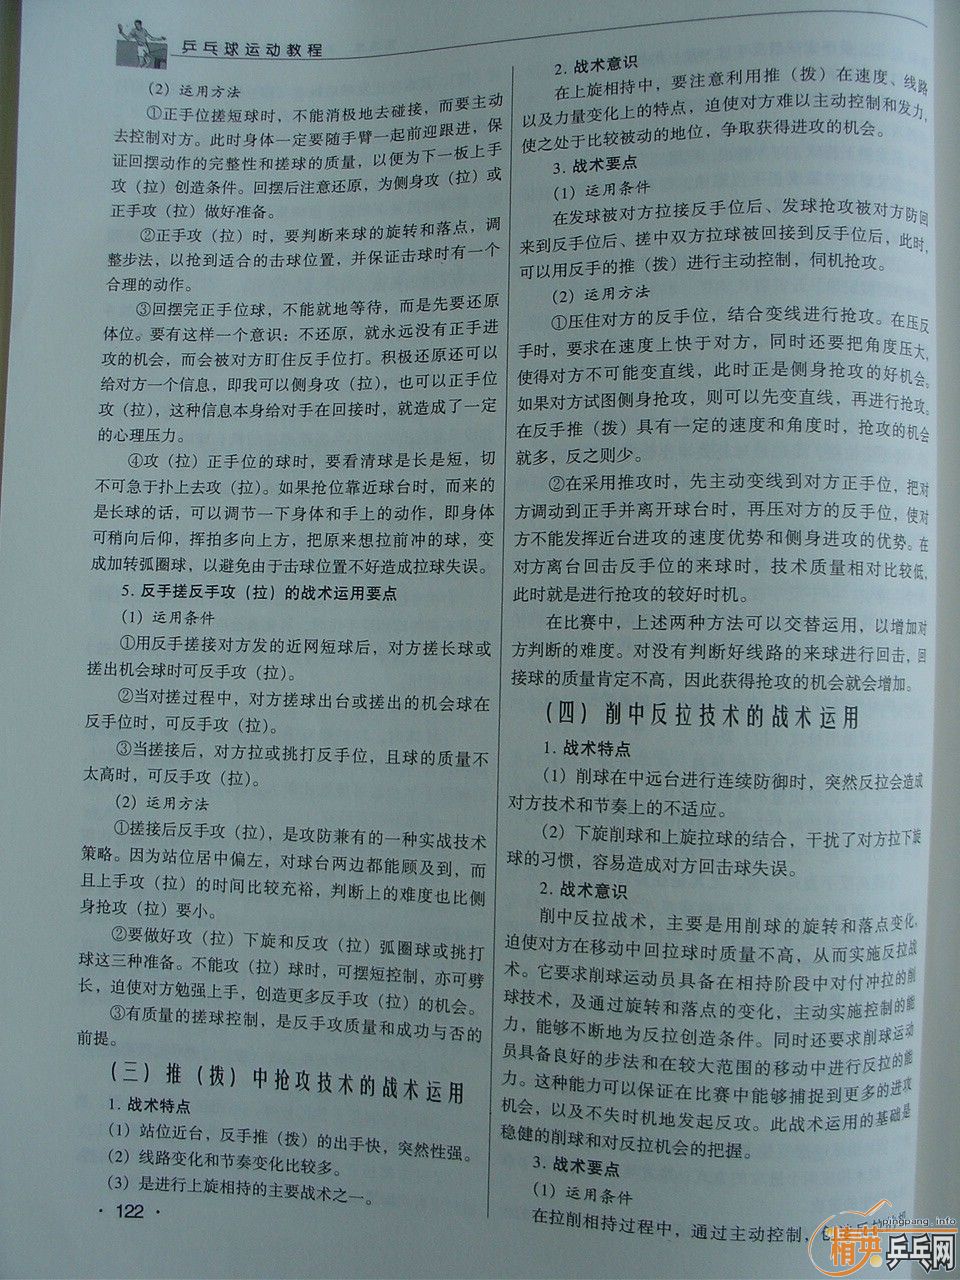 乒乓球运动教程
(2) 运用方法
①正手位搓短球时，不能消极地去碰接，而要主动
去控制对方。此时身体一定要随手臂一起前迎跟进，保
证回摆动作的完整性和搓球的质量，以便为下一板上手
攻（拉）创造条件。回摆后注意还原，为侧身攻（拉）或
正手攻（拉）做好准备。
②正手攻（拉）时，要判断来球的旋转和落点，调
整步法，以抢到适合的击球位置，并保证击球时有一个
合理的动作。
③回摆完正手位球，不能就地等待，而是先要还原
体位。要有这样一个意识：不还原，就永远没有正手进
攻的机会，而会被对方盯住反手位打。积极还原还可以
给对方一个信息，即我可以侧身攻（拉），也可以正手位
攻（拉），这种信息本身给对手在回接时，就造成了一定
的心理压力。
④攻（拉）正手位的球时，要看清球是长是短，切
不可急于扑上去攻（拉）。如果抢位靠近球台时，而来的
是长球的话，可以调节一下身体和手上的动作，即身体
可稍向后仰，挥拍多向上方，把原来想拉前冲的球，变
成加转弧圈球，以避免由于击球位置不好造成拉球失误。
5. 反手搓反手攻（拉）的战术运用要点
(1) 运用条件
①用反手搓接对方发的近网短球后，对方搓长球或
搓出机会球时可反手攻（拉）。
②当对搓过程中，对方搓球出台或搓出的机会球在
反手位时，可反手攻（拉）。
③当搓接后，对方拉或挑打反手位，且球的质量不
太高时，可反手攻（拉）。
(2) 运用方法
①搓接后反手攻（拉），是攻防兼有的一种实战技术
策略。因为站位居中偏左，对球台两边都能顾及到，而
且上手攻（拉）的时间比较充裕，判断上的难度也比侧
身抢攻（拉）要小。
②要做好攻（拉）下旋和反攻（拉）弧圈球或挑打
球这三种准备。不能攻（拉）球时，可摆短控制，亦可劈
长，迫使对方勉强上手，创造更多反手攻（拉）的机会。
③有质量的搓球控制，是反手攻质量和成功与否的
前提。
（三）推（拨）中抢攻技术的战术运用
1. 战术特点
(1) 站位近台，反手推（拨）的出手快，突然性强。
(2) 线路变化和节奏变化比较多。
(3) 是进行上旋相持的主要战术之一。
· 122 ·
2. 战术意识
在上旋相持中，要注意利用推（拨）在速度、线路
以及力量变化上的特点，迫使对方难以主动控制和发力，
使之处于比较被动的地位，争取获得进攻的机会。
3. 战术要点
(1) 运用条件
在发球被对方拉接反手位后、发球抢攻被对方防回
来到反手位后、搓中双方拉球被回接到反手位后，此时，
可以用反手的推（拨）进行主动控制，伺机抢攻。
(2) 运用方法
①压住对方的反手位，结合变线进行抢攻。在压反
手时，要求在速度上快于对方，同时还要把角度压大，
使得对方不可能变直线，此时正是侧身抢攻的好机会。
如果对方试图侧身抢攻，则可以先变直线，再进行抢攻。
在反手推（拨）具有一定的速度和角度时，抢攻的机会
就多，反之则少。
②在采用推攻时，先主动变线到对方正手位，把对
方调动到正手并离开球台时，再压对方的反手位，使对
方不能发挥近台进攻的速度优势和侧身进攻的优势。在
对方离台回击反手位的来球时，技术质量相对比较低，
此时就是进行抢攻的较好时机。
在比赛中，上述两种方法可以交替运用，以增加对
方判断的难度。对没有判断好线路的来球进行回击，回
接球的质量肯定不高，因此获得抢攻的机会就会增加。
（四）削中反拉技术的战术运用
1. 战术特点
(1) 削球在中远台进行连续防御时，突然反拉会造成
对方技术和节奏上的不适应。
(2) 下旋削球和上旋拉球的结合，干扰了对方拉下旋
球的习惯，容易造成对方回击球失误。
2. 战术意识
削中反拉战术，主要是用削球的旋转和落点变化，
迫使对方在移动中回拉球时质量不高，从而实施反拉战
术。它要求削球运动员具备在相持阶段中对付冲拉的削
球技术，及通过旋转和落点的变化，主动实施控制的能
力，能够不断地为反拉创造条件。同时还要求削球运动
员具备良好的步法和在较大范围的移动中进行反拉的能
力。这种能力可以保证在比赛中能够捕捉到更多的进攻
机会，以及不失时机地发起反攻。此战术运用的基础是
稳健的削球和对反拉机会的把握。
3. 战术要点
(1) 运用条件
在拉削相持过程中，通过主动控制，
pingpang.info
精英乒乓网